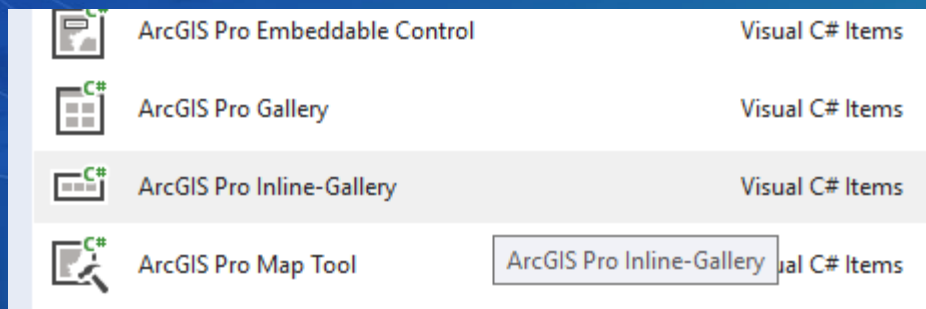 C#
ArcGIS Pro Embeddable Control Visual C# Items
C#
ArcGIS Pro Gallery Visual C# Items
C#
ArcGIS Pro Inline-Gallery Visual C# Items
C#
ArcGIS Pro Map Tool ArcGIS Pro Inline-Gallery ual C# Items